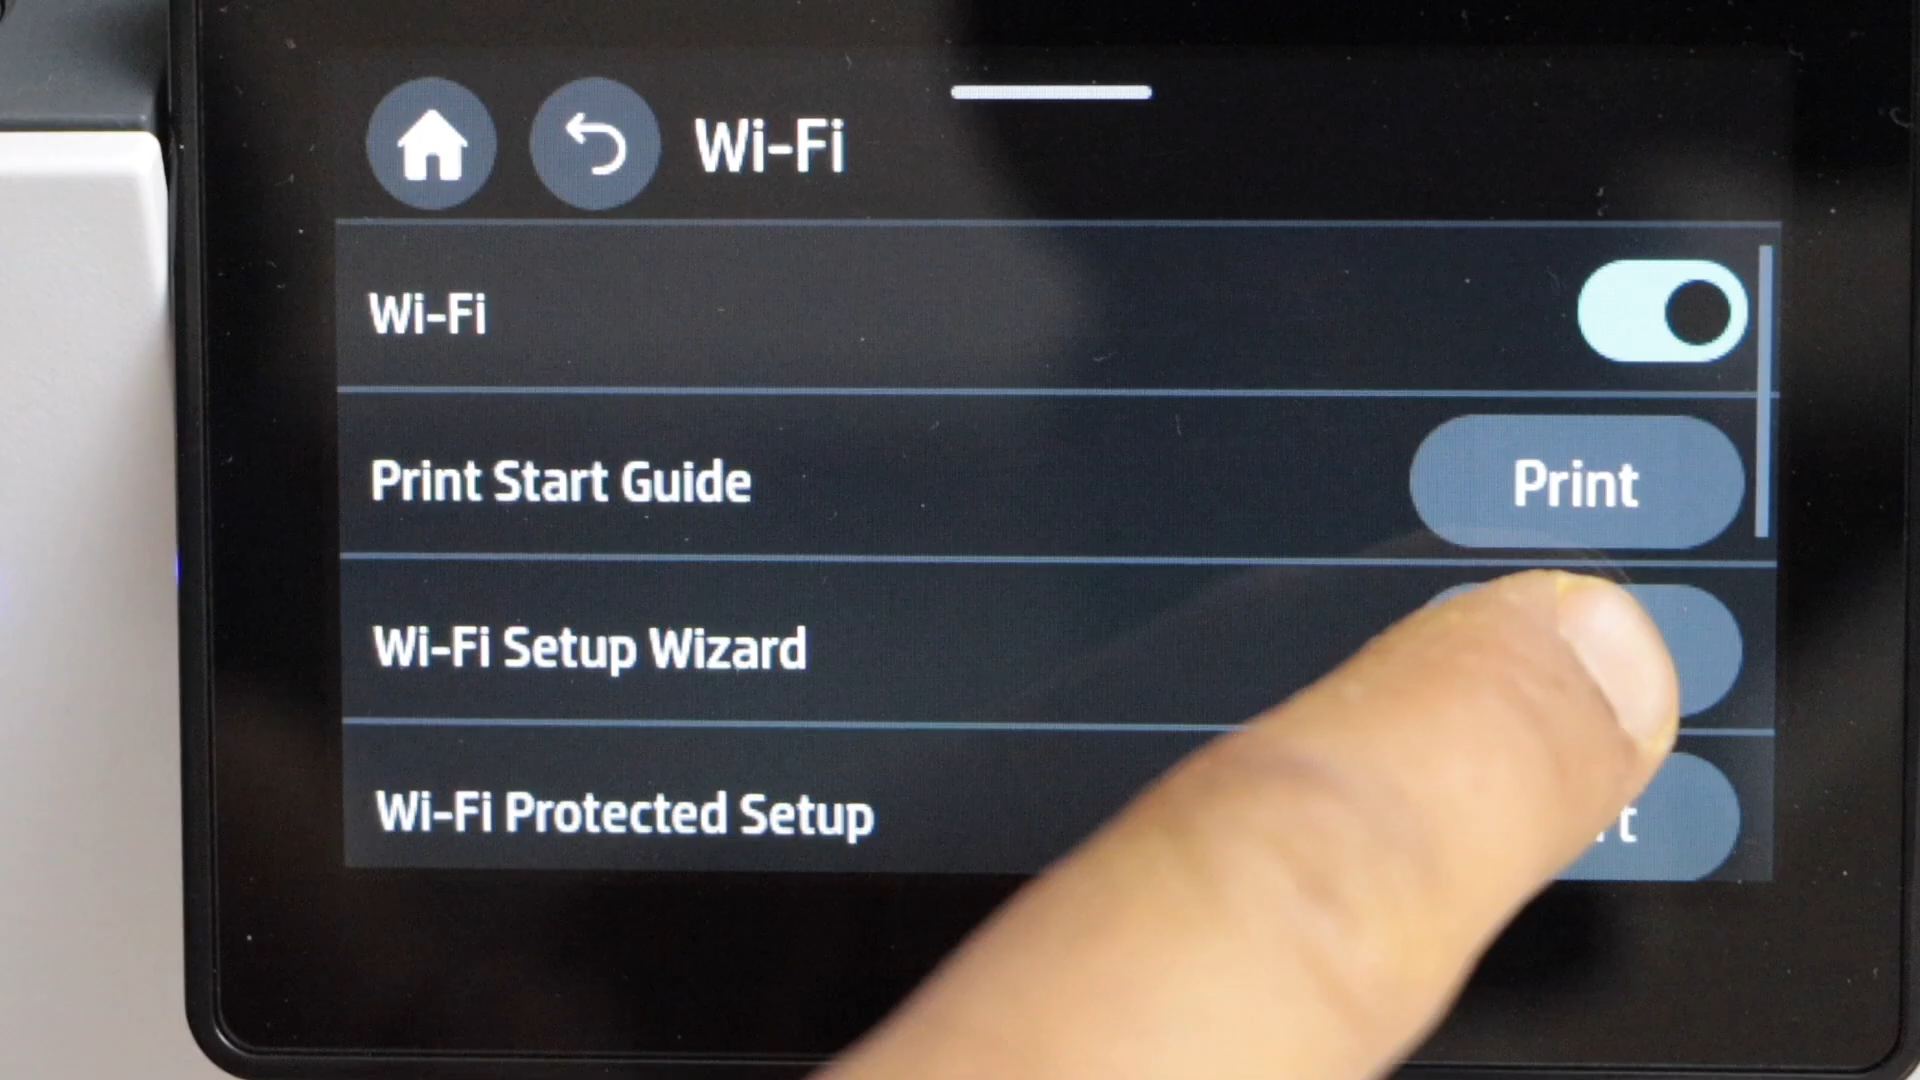 Wi-Fi
Wi-Fi
Print Start Guide
Print
Wi-Fi Setup Wizard
Wi-Fi Protected Setup